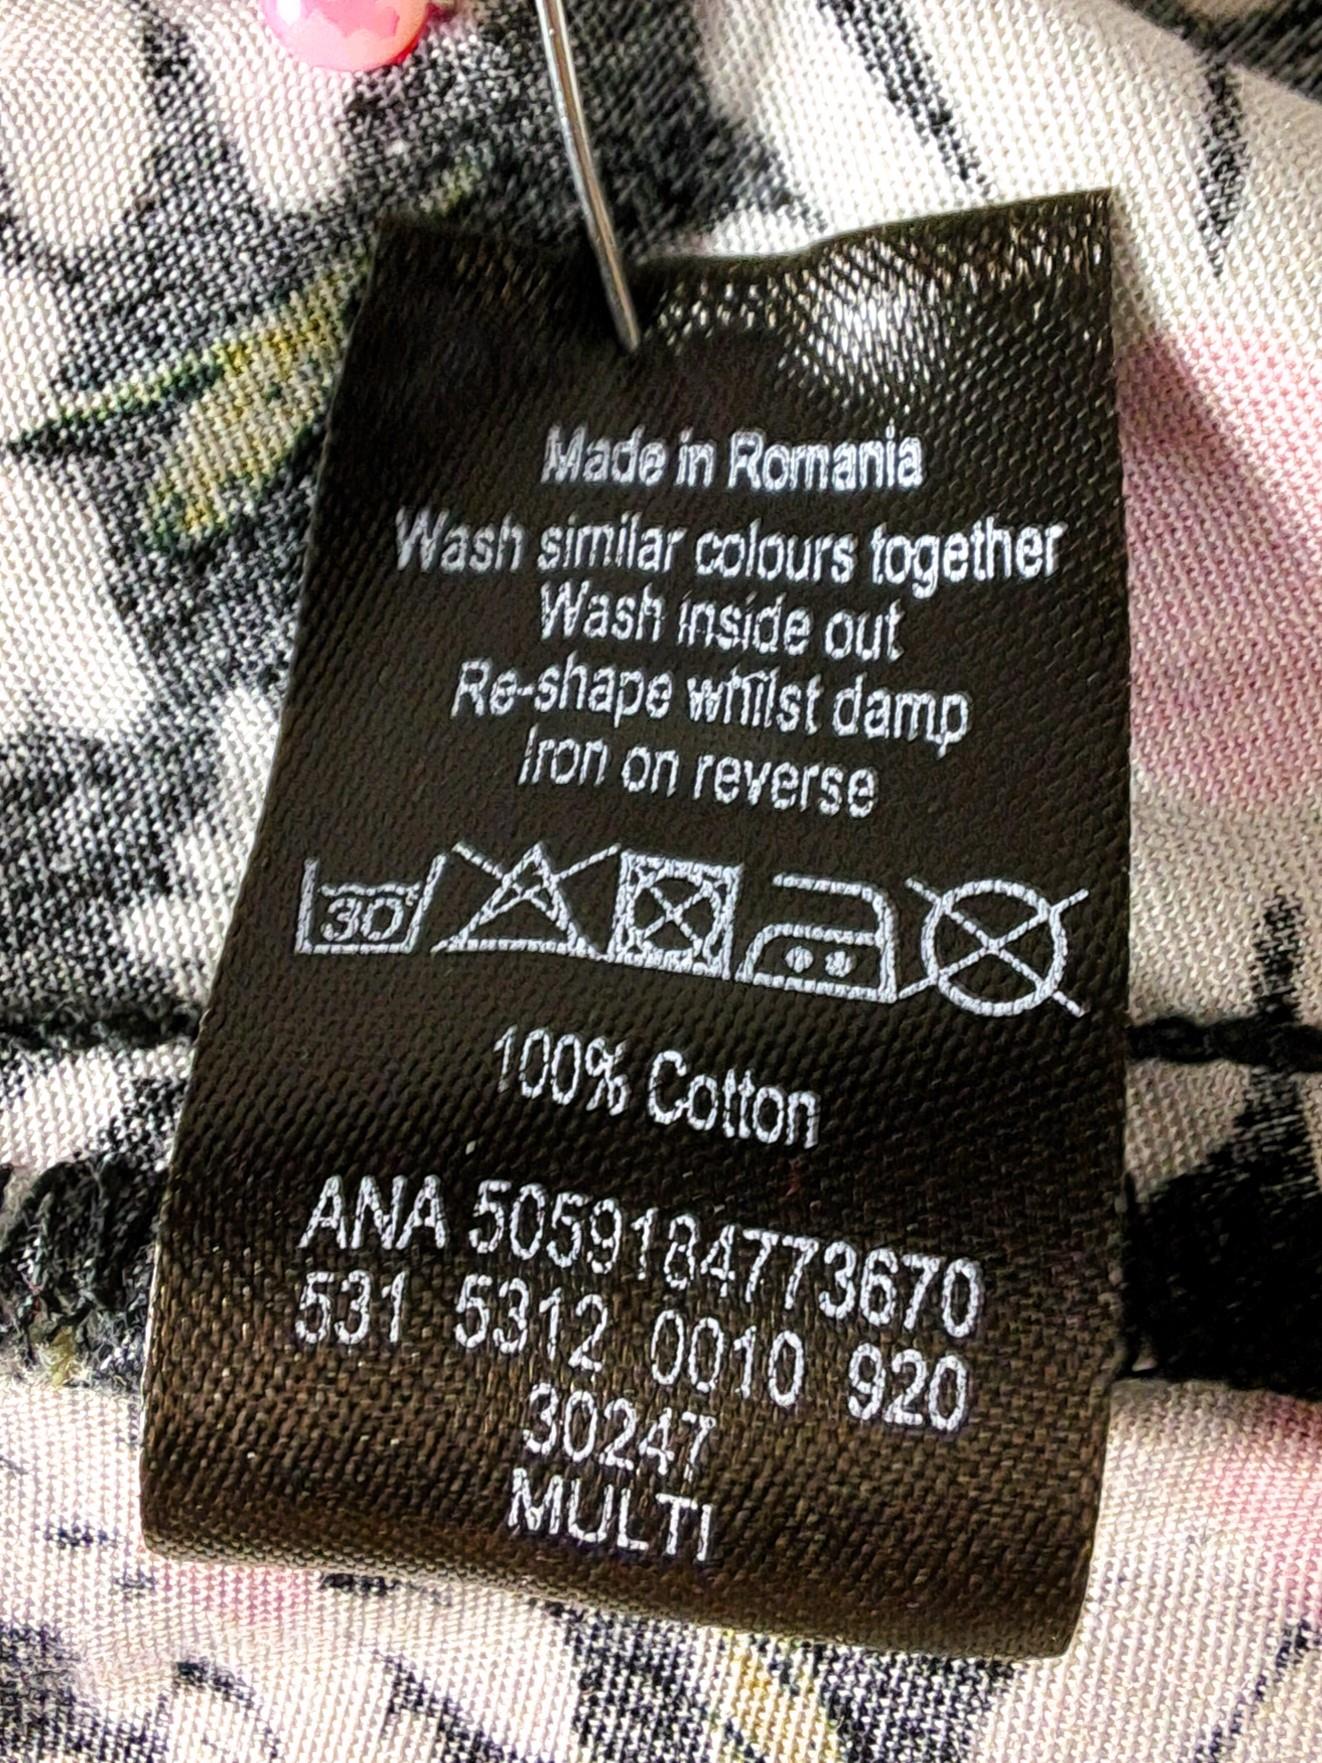 Made in Romania
Wash similar colours together
Wash inside out
Re-shape whilst damp
Iron on reverse
30°
100% Cotton
ANA 5059184773670
531 5312 0010 920
30247
MULTI